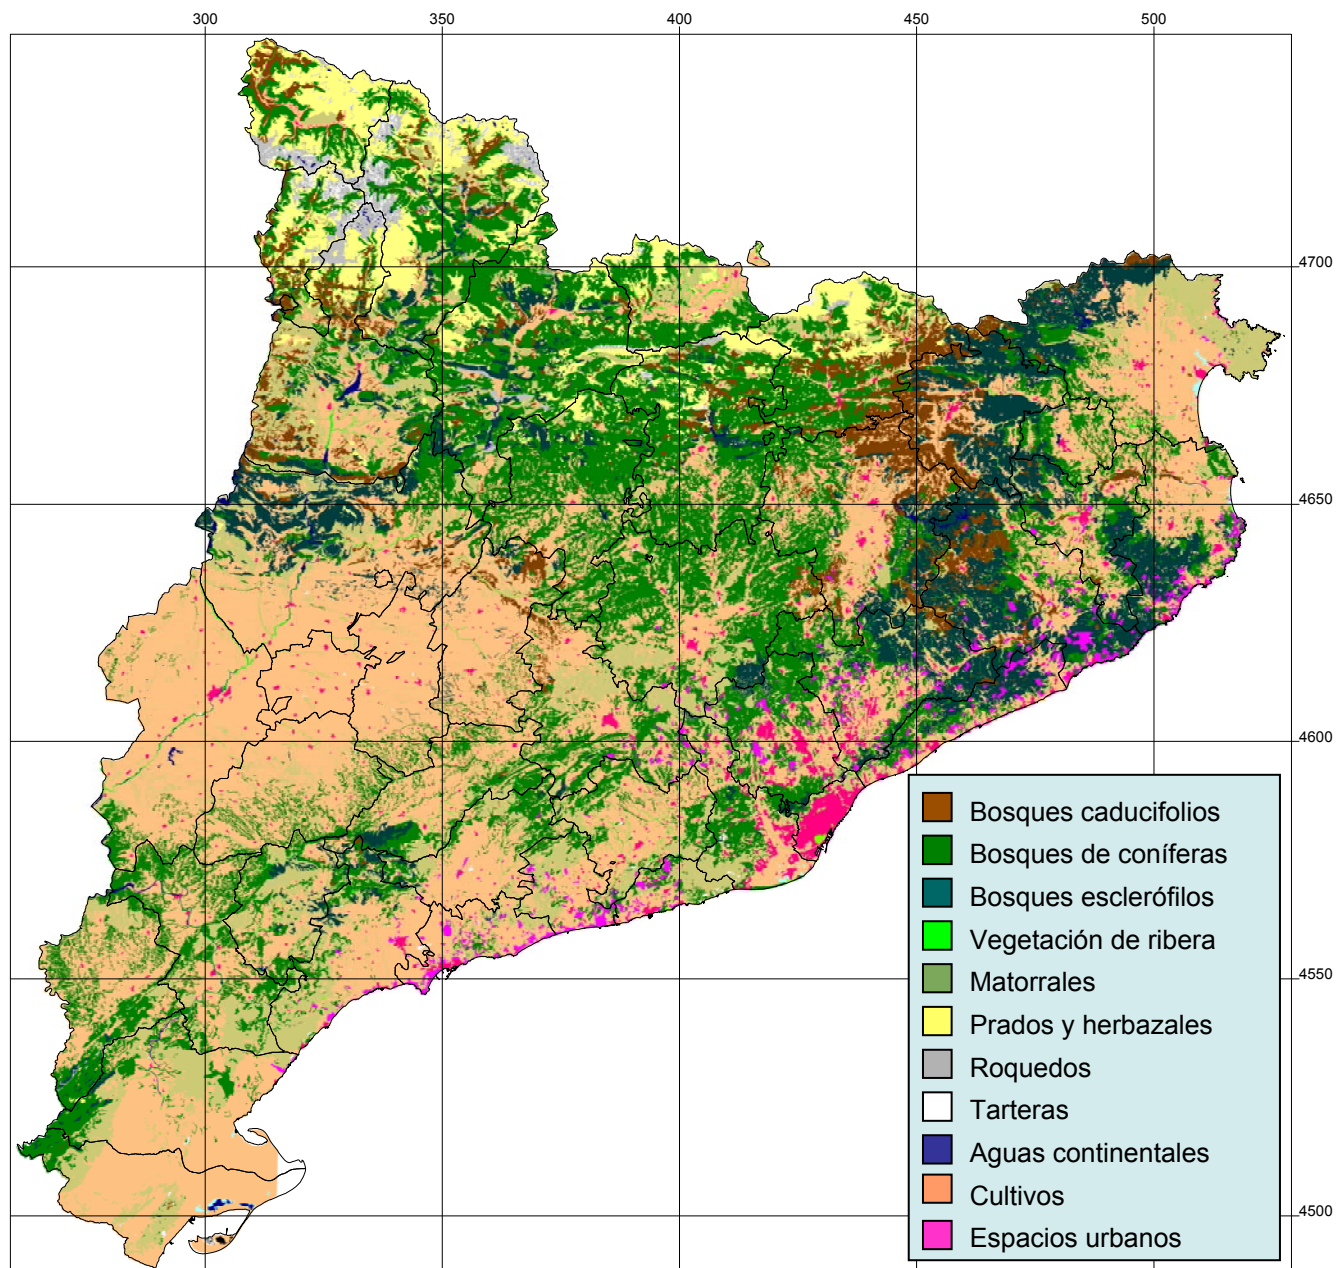 300 350 400 450 500
4700
4650
4600
4550
4500
Bosques caducifolios
Bosques de coníferas
Bosques esclerófilos
Vegetación de ribera
Matorrales
Prados y herbazales
Roquedos
Tarteras
Aguas continentales
Cultivos
Espacios urbanos